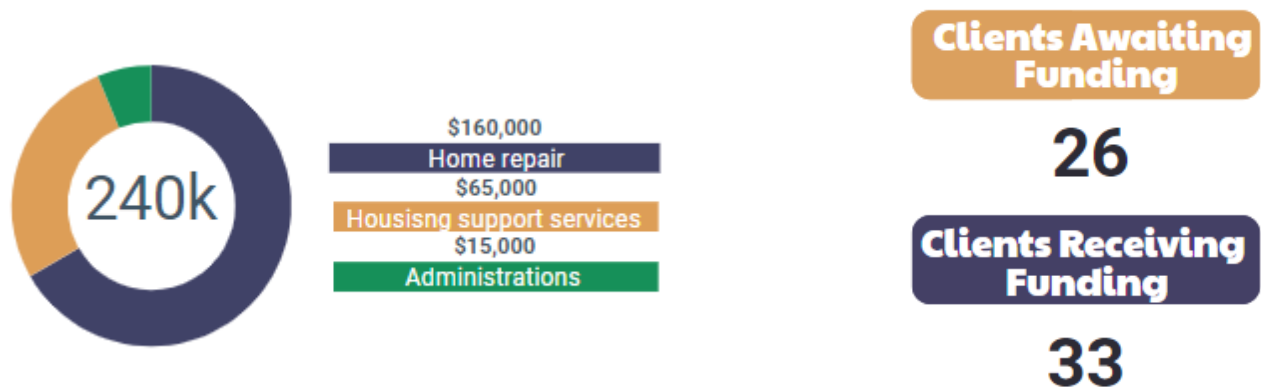 240k
$160,000
Home repair
$65,000
Housisng support services
$15,000
Administrations
Clients Awaiting
Funding
26
Clients Receiving
Funding
33